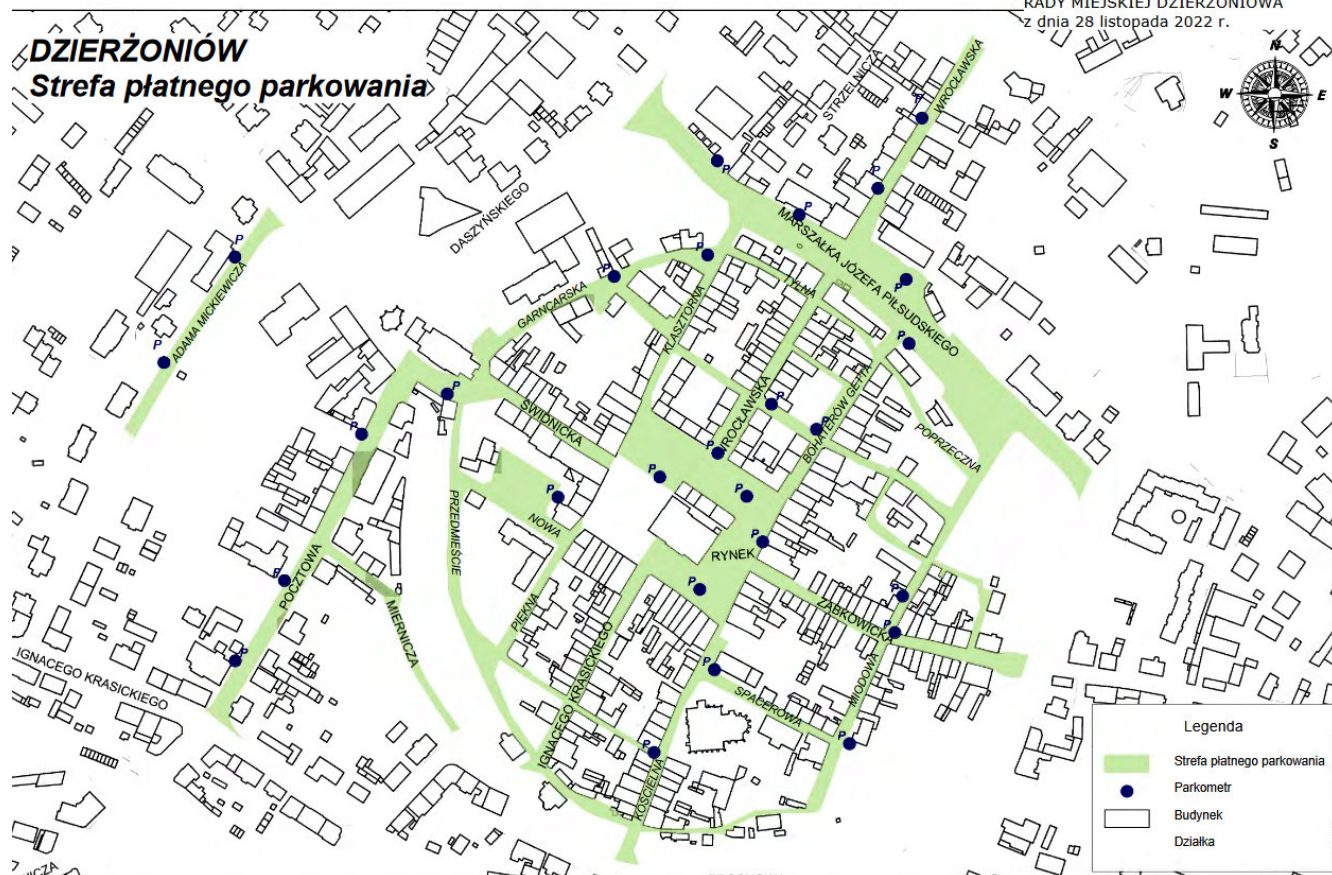 RADY MIEJSKIEJ DZIERŻONIOWA
z dnia 28 listopada 2022 r.
DZIERŻONIÓW
Strefa płatnego parkowania
N
W
E
S
STRZELNICZA
WROCŁAWSKA
P
P
P
P
DASZYŃSKIEGO
MARSZAŁKA JÓZEFA PIŁSUDSKIEGO
P
P
P
ADAMA MICKIEWICZA
GARNCARSKA
KLASZTORNA
TYLNA
P
P
P
P
P
P
P
ŚWIDNICKA
WROCŁAWSKA
BOHATERÓW GETTA
POPRZECZNA
P
P
P
P
PRZEDMIEŚCIE
NOWA
RYNEK
P
P
POCZTOWA
P
P
MIERNICZA
PIĘKNA
ZĄBKOWICKA
P
P
IGNACEGO KRASICKIEGO
IGNACEGO KRASICKIEGO
SPACEROWA
MIODOWA
P
P
P
KOŚCIELNA
Legenda
Strefa płatnego parkowania
Parkometr
Budynek
Działka